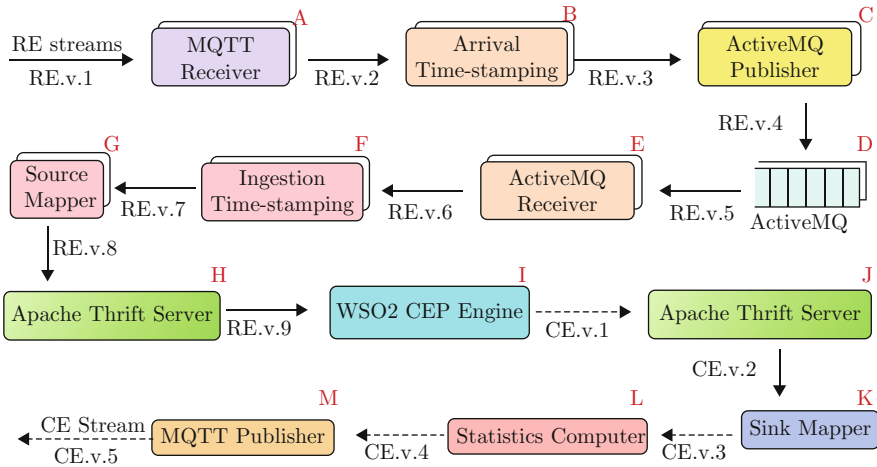 A
B
C
RE streams
RE.v.1
MQTT
Receiver
RE.v.2
Arrival
Time-stamping
RE.v.3
ActiveMQ
Publisher
RE.v.4
G
F
E
D
Source
Mapper
RE.v.7
Ingestion
Time-stamping
RE.v.6
ActiveMQ
Receiver
RE.v.5
ActiveMQ
RE.v.8
H
I
J
Apache Thrift Server
RE.v.9
WSO2 CEP Engine
CE.v.1
Apache Thrift Server
CE.v.2
M
L
K
CE Stream
CE.v.5
MQTT Publisher
CE.v.4
Statistics Computer
CE.v.3
Sink Mapper